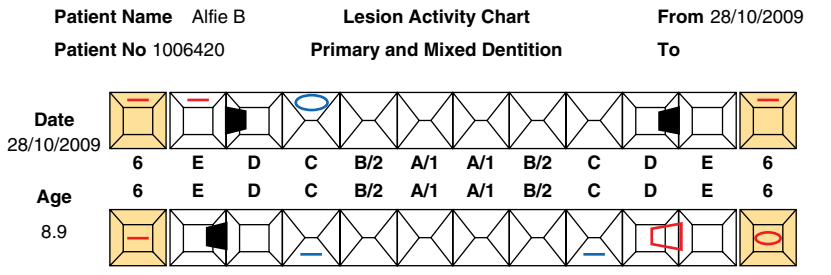 Patient Name Alfie B Lesion Activity Chart From 28/10/2009
Patient No 1006420 Primary and Mixed Dentition To
Date
28/10/2009
6 E D C B/2 A/1 A/1 B/2 C D E 6
6 E D C B/2 A/1 A/1 B/2 C D E 6
Age
8.9